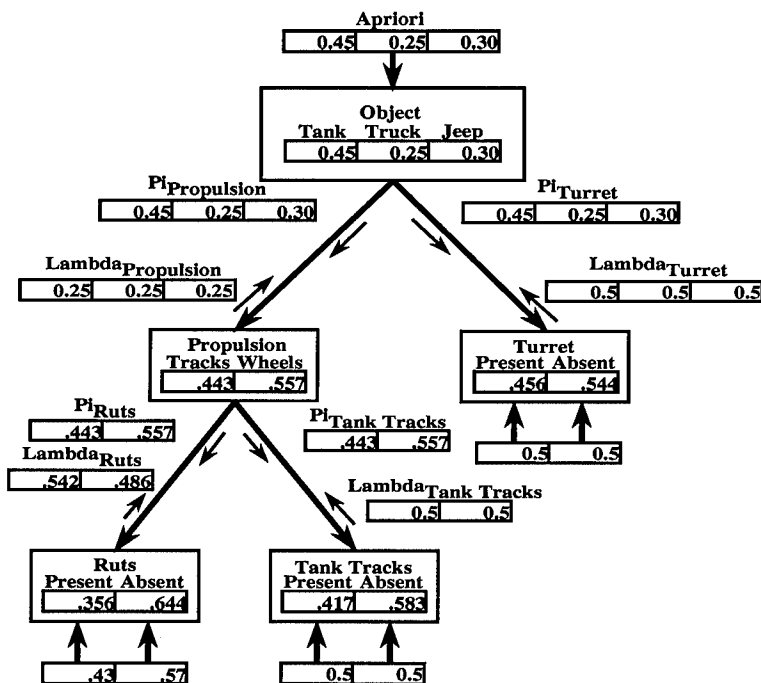 Apriori
0.45 0.25 0.30
Object
Tank Truck Jeep
0.45 0.25 0.30
PiPropulsion
0.45 0.25 0.30
PiTurret
0.45 0.25 0.30
LambdaPropulsion
0.25 0.25 0.25
LambdaTurret
0.5 0.5 0.5
Propulsion
Tracks Wheels
.443 .557
Turret
Present Absent
.456 .544
PiRuts
.443 .557
PiTank Tracks
.443 .557
0.5 0.5
LambdaRuts
.542 .486
LambdaTank Tracks
0.5 0.5
Ruts
Present Absent
.356 .644
Tank Tracks
Present Absent
.417 .583
.43 .57
0.5 0.5